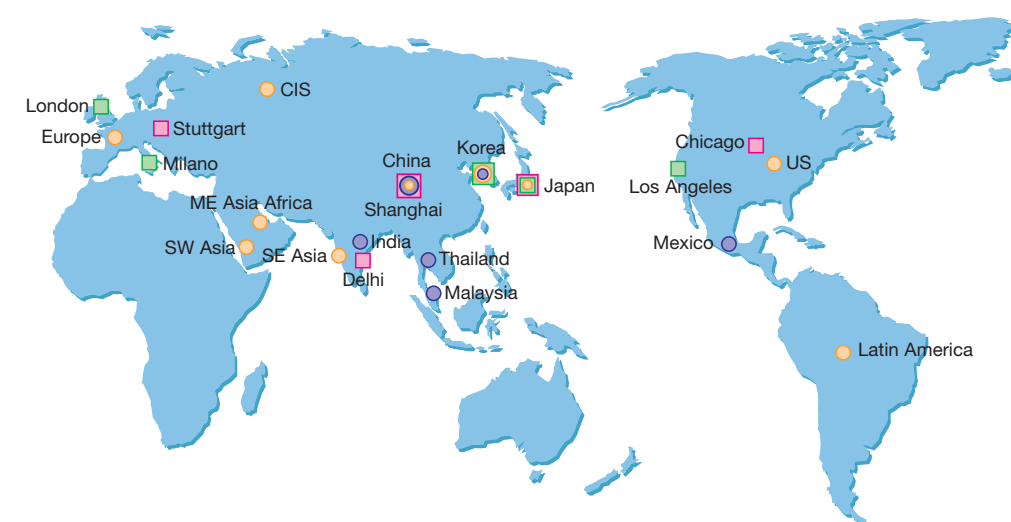 CIS
London
Stuttgart
Europe
Milano
China
Korea
Japan
Shanghai
ME Asia Africa
SW Asia
SE Asia
India
Delhi
Thailand
Malaysia
Chicago
US
Los Angeles
Mexico
Latin America